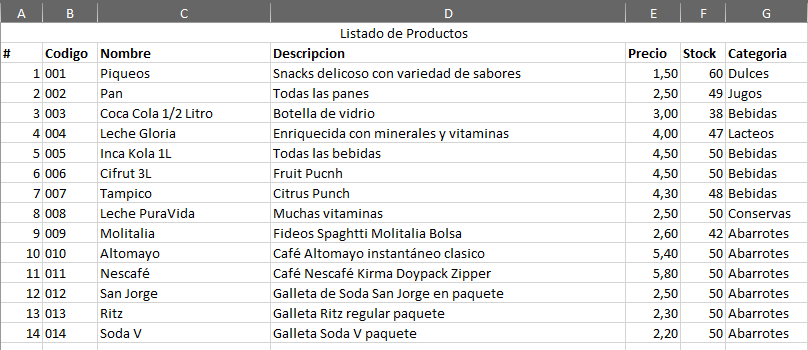 A B C D E F G
Listado de Productos
# Codigo Nombre Descripcion Precio Stock Categoria
1 001 Piqueos Snacks delicoso con variedad de sabores 1,50 60 Dulces
2 002 Pan Todas las panes 2,50 49 Jugos
3 003 Coca Cola 1/2 Litro Botella de vidrio 3,00 38 Bebidas
4 004 Leche Gloria Enriquecida con minerales y vitaminas 4,00 47 Lacteos
5 005 Inca Kola 1L Todas las bebidas 4,50 50 Bebidas
6 006 Cifrut 3L Fruit Pucnh 4,50 50 Bebidas
7 007 Tampico Citrus Punch 4,30 48 Bebidas
8 008 Leche PuraVida Muchas vitaminas 2,50 50 Conservas
9 009 Molitalia Fideos Spaghtti Molitalia Bolsa 2,60 42 Abarrotes
10 010 Altomayo Café Altomayo instantáneo clasico 5,40 50 Abarrotes
11 011 Nescafé Café Nescafé Kirma Doypack Zipper 5,80 50 Abarrotes
12 012 San Jorge Galleta de Soda San Jorge en paquete 2,50 50 Abarrotes
13 013 Ritz Galleta Ritz regular paquete 2,30 50 Abarrotes
14 014 Soda V Galleta Soda V paquete 2,20 50 Abarrotes